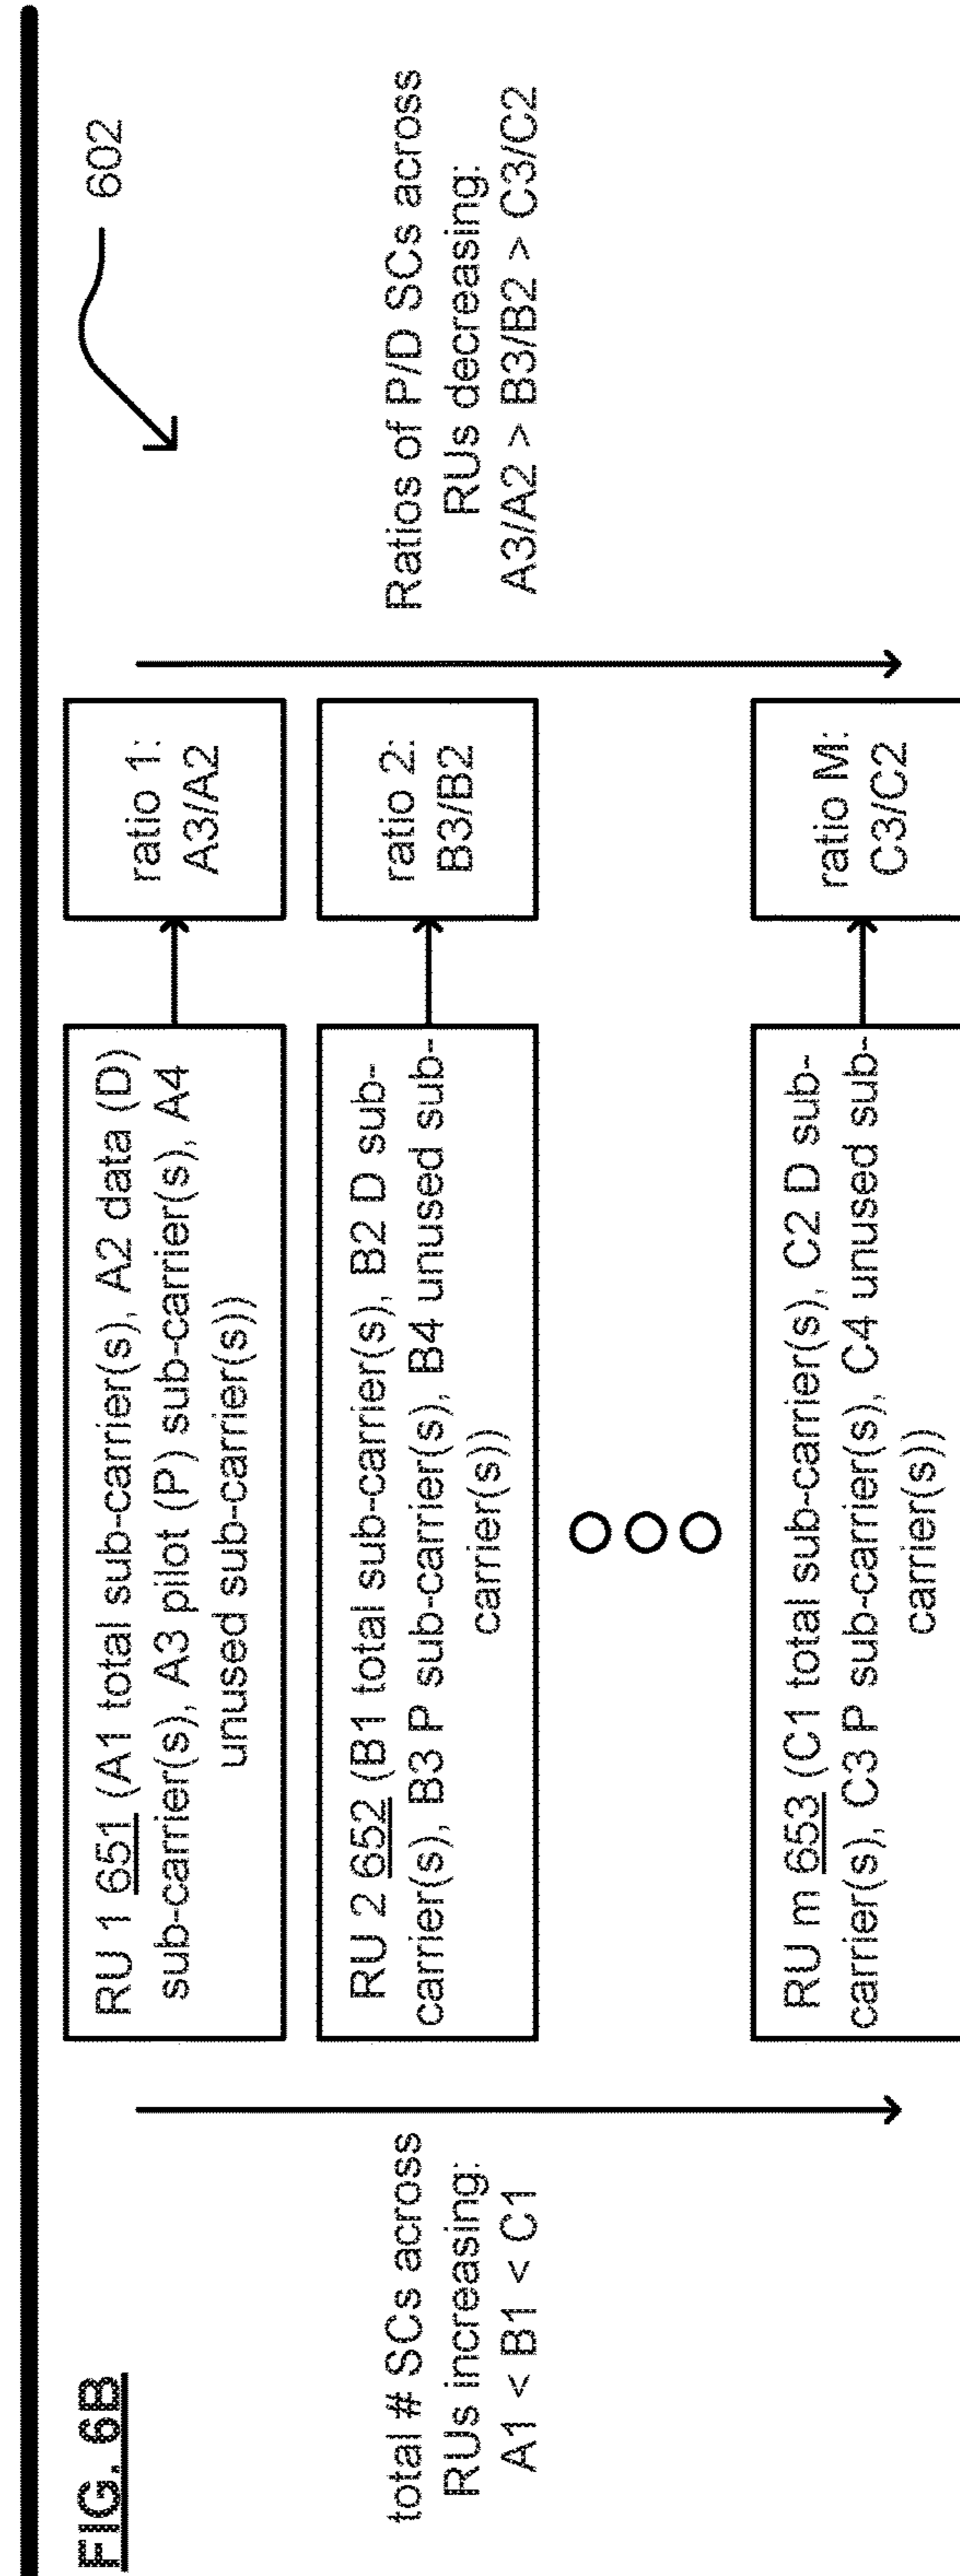 FIG. 6B
602
total # SCs across
RUs increasing:
A1 < B1 < C1
RU 1 651 (A1 total sub-carrier(s), A2 data (D)
sub-carrier(s), A3 pilot (P) sub-carrier(s), A4
unused sub-carrier(s))
ratio 1:
A3/A2
RU 2 652 (B1 total sub-carrier(s), B2 D sub-
carrier(s), B3 P sub-carrier(s), B4 unused sub-
carrier(s))
ratio 2:
B3/B2
RU m 653 (C1 total sub-carrier(s), C2 D sub-
carrier(s), C3 P sub-carrier(s), C4 unused sub-
carrier(s))
ratio M:
C3/C2
Ratios of P/D SCs across
RUs decreasing:
A3/A2 > B3/B2 > C3/C2